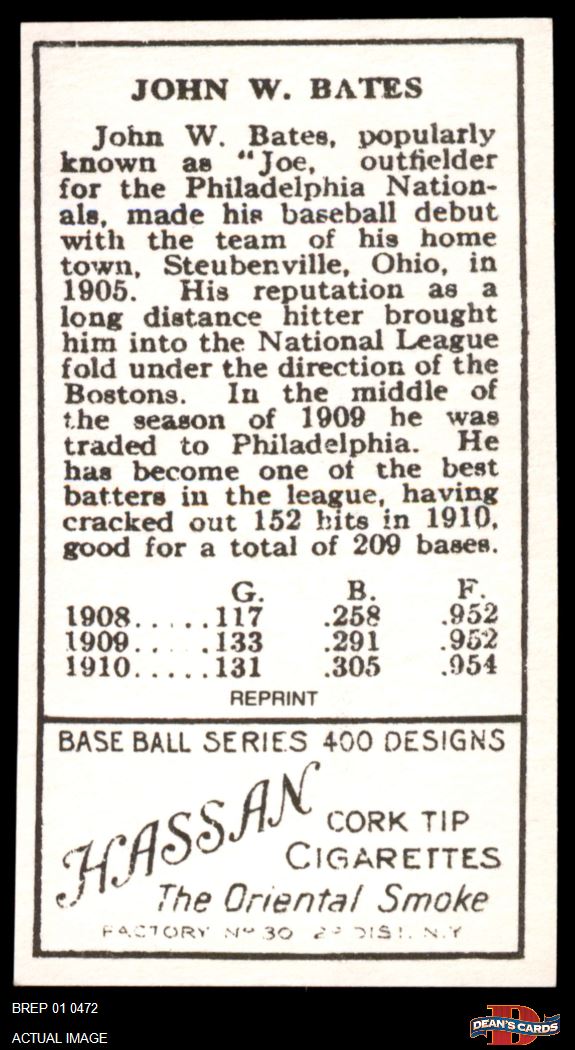 JOHN W. BATES
John W. Bates, popularly
known as "Joe, outfielder
for the Philadelphia Nation-
als, made his baseball debut
with the team of his home
town, Steubenville, Ohio, in
1905. His reputation as a
long distance hitter brought
him into the National League
fold under the direction of the
Bostons. In the middle of
the season of 1909 he was
traded to Philadelphia. He
has become one of the best
batters in the league, having
cracked out 152 hits in 1910,
good for a total of 209 bases.
G. B. F.
1908.....117 .258 .952
1909.....133 .291 .952
1910.....131 .305 .954
REPRINT
BASE BALL SERIES 400 DESIGNS
HASSAN
CORK TIP
CIGARETTES
The Oriental Smoke
FACTORY Nº 30 2D DIST. N.Y
BREP 01 0472
ACTUAL IMAGE
D
DEAN'S CARDS